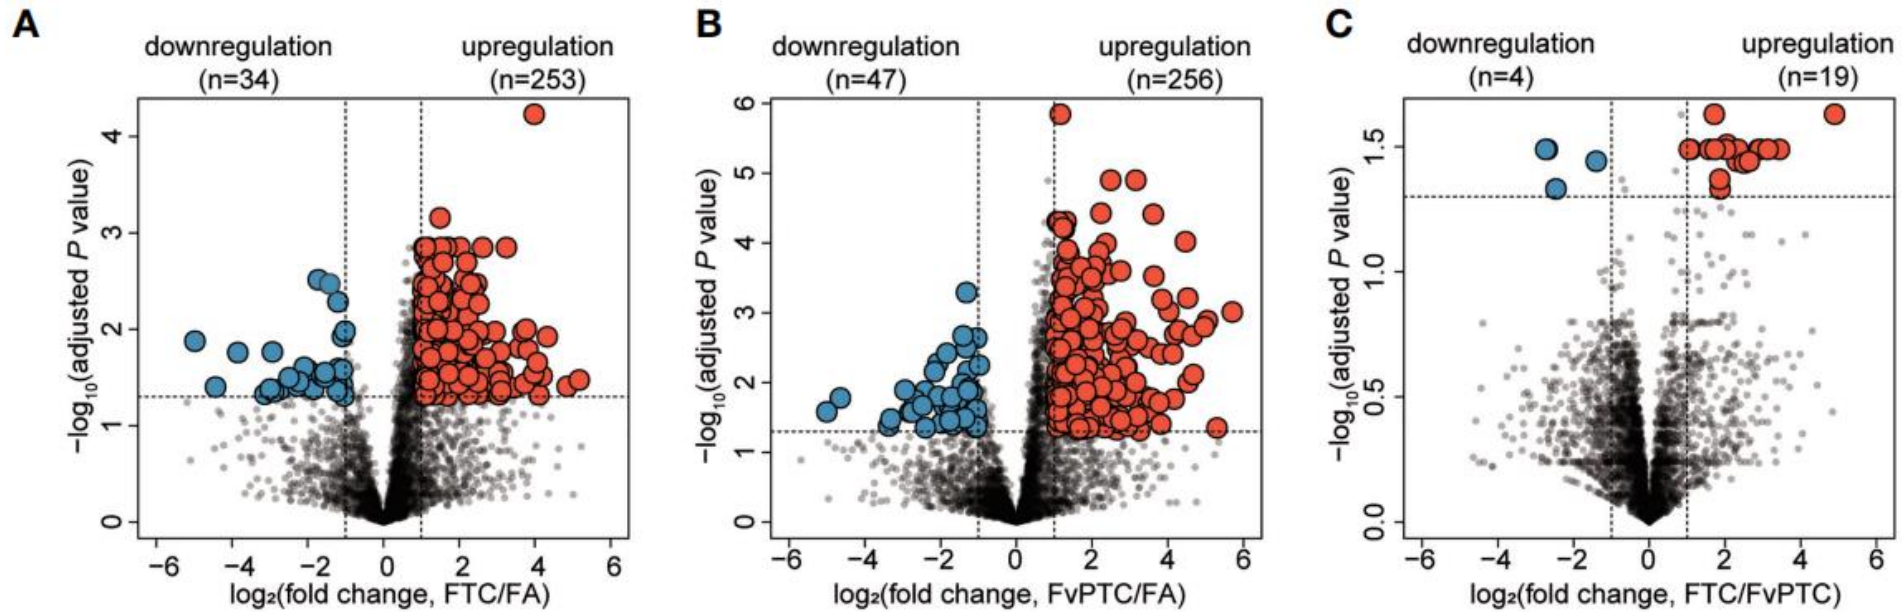 A
downregulation
(n=34)
upregulation
(n=253)
4
3
2
1
0
−log₁₀(adjusted P value)
−6
−4
−2
0
2
4
6
log₂(fold change, FTC/FA)
B
downregulation
(n=47)
upregulation
(n=256)
6
5
4
3
2
1
0
−log₁₀(adjusted P value)
−6
−4
−2
0
2
4
6
log₂(fold change, FvPTC/FA)
C
downregulation
(n=4)
upregulation
(n=19)
1.5
1.0
0.5
0.0
−log₁₀(adjusted P value)
−6
−4
−2
0
2
4
6
log₂(fold change, FTC/FvPTC)